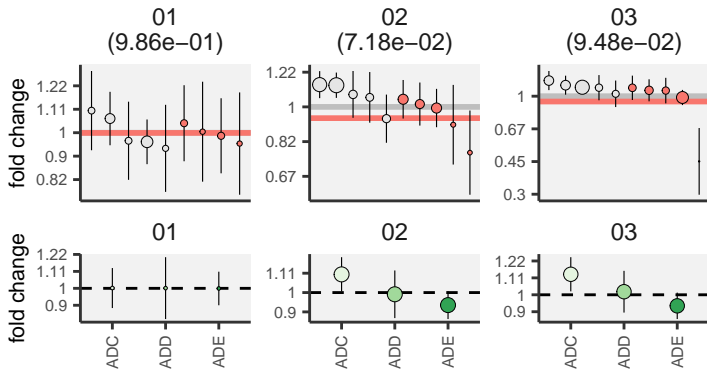 01
(9.86e−01)
02
(7.18e−02)
03
(9.48e−02)
fold change
1.22
1.11
1
0.9
0.82
1.22
1
0.82
0.67
1
0.67
0.45
0.3
01
02
03
fold change
1.22
1.11
1
0.9
1.11
1
0.9
1.22
1.11
1
0.9
ADC
ADD
ADE
ADC
ADD
ADE
ADC
ADD
ADE